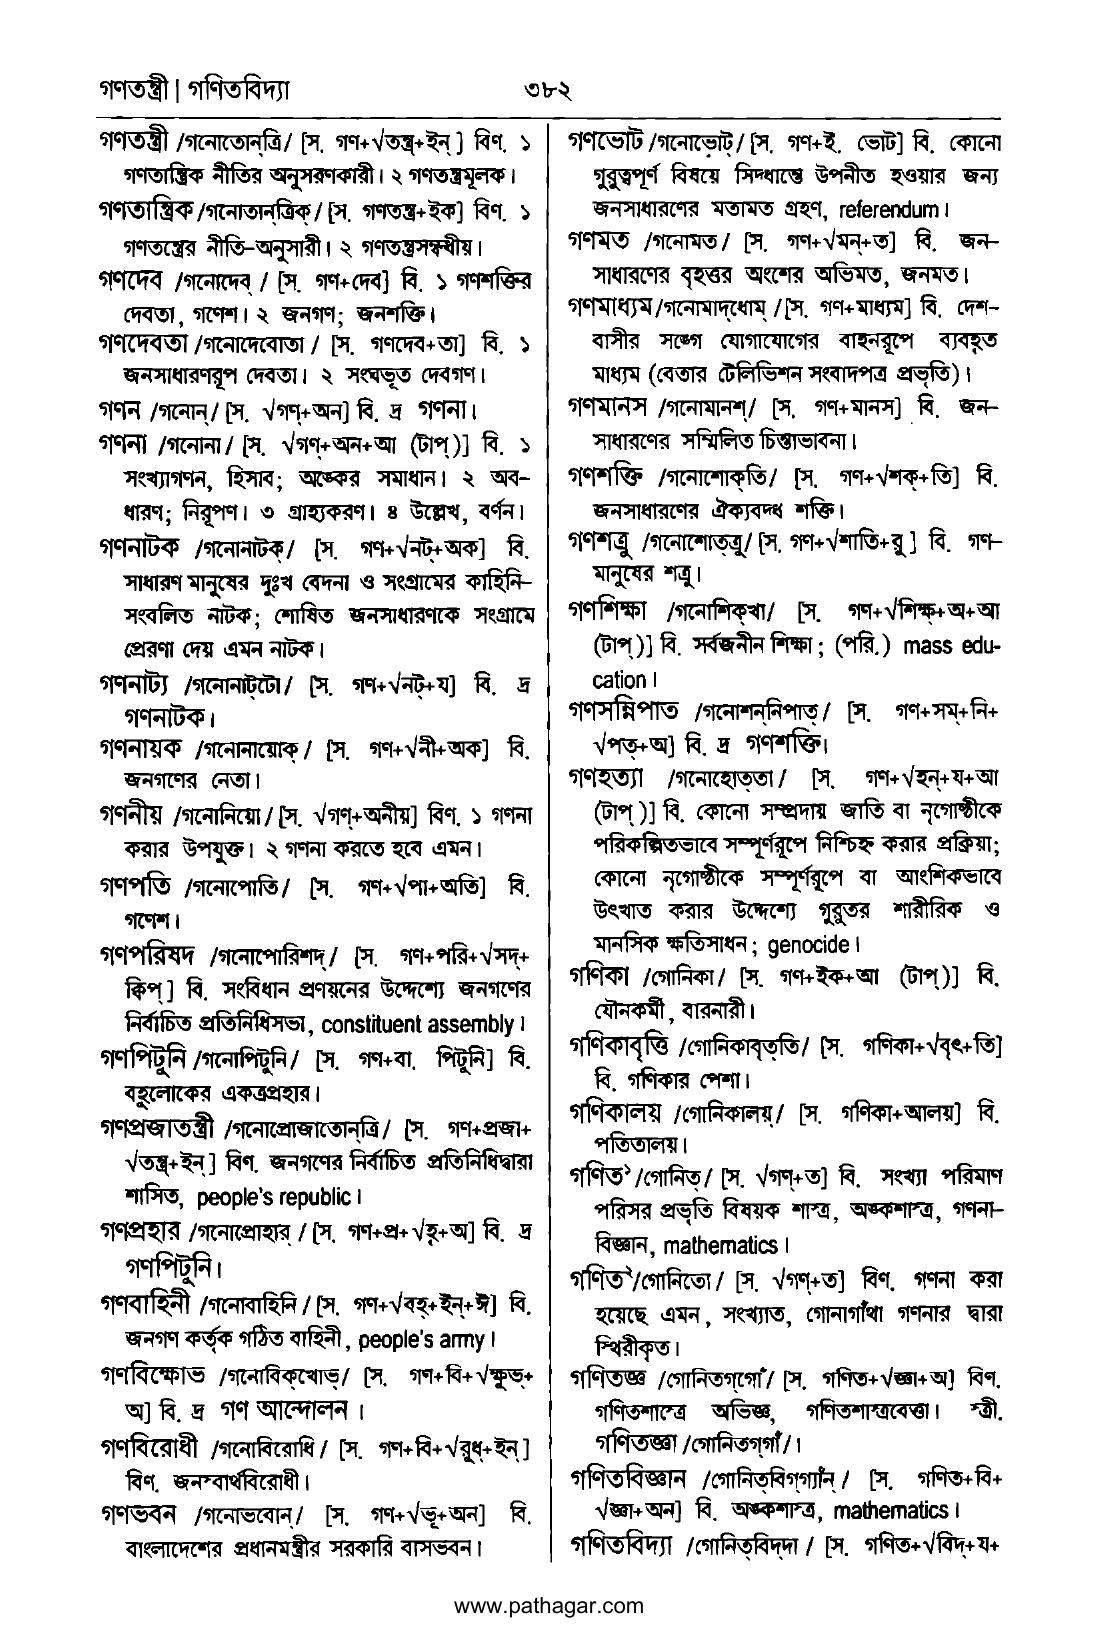 গণতন্ত্রী | গণিতবিদ্যা
৩৮২
গণতন্ত্রী /গনোতোন্‌ত্রি/ [স. গণ+√তন্ত্র+ইন্‌] বিণ. ১
গণতান্ত্রিক নীতির অনুসরণকারী। ২ গণতন্ত্রমূলক।
গণতান্ত্রিক /গনোতান্‌ত্রিক্‌/ [স. গণতন্ত্র+ইক] বিণ. ১
গণতন্ত্রের নীতি-অনুসারী। ২ গণতন্ত্রসম্বন্ধীয়।
গণদেব /গনোদেব্‌/ [স. গণ+দেব] বি. ১ গণশক্তির
দেবতা, গণেশ। ২ জনগণ; জনশক্তি।
গণদেবতা /গনোদেবোতা/ [স. গণদেব+তা] বি. ১
জনসাধারণরূপ দেবতা। ২ সংঘভূত দেবগণ।
গণন /গনোন্‌/ [স. √গণ্‌+অন] বি. দ্র গণনা।
গণনা /গনোনা/ [স. √গণ্‌+অন+আ (টাপ্‌)] বি. ১
সংখ্যাগণন, হিসাব; অঙ্কের সমাধান। ২ অব-
ধারণ; নিরূপণ। ৩ গ্রাহ্যকরণ। ৪ উল্লেখ, বর্ণন।
গণনাটক /গনোনাটক্‌/ [স. গণ+√নট্‌+অক] বি.
সাধারণ মানুষের দুঃখ বেদনা ও সংগ্রামের কাহিনি-
সংবলিত নাটক; শোষিত জনসাধারণকে সংগ্রামে
প্রেরণা দেয় এমন নাটক।
গণনাট্য /গনোনাট্‌টো/ [স. গণ+√নট্‌+য] বি. দ্র
গণনাটক।
গণনায়ক /গনোনায়োক্‌/ [স. গণ+√নী+অক] বি.
জনগণের নেতা।
গণনীয় /গনোনিয়ো/ [স. √গণ্‌+অনীয়] বিণ. ১ গণনা
করার উপযুক্ত। ২ গণনা করতে হবে এমন।
গণপতি /গনোপোতি/ [স. গণ+√পা+অতি] বি.
গণেশ।
গণপরিষদ /গনোপোরিশদ্‌/ [স. গণ+পরি+√সদ্‌+
ক্বিপ্‌] বি. সংবিধান প্রণয়নের উদ্দেশ্যে জনগণের
নির্বাচিত প্রতিনিধিসভা, constituent assembly।
গণপিটুনি /গনোপিটুনি/ [স. গণ+বা. পিটুনি] বি.
বহুলোকের একত্রপ্রহার।
গণপ্রজাতন্ত্রী /গনোপ্রোজাতোন্‌ত্রি/ [স. গণ+প্রজা+
√তন্ত্র+ইন্‌] বিণ. জনগণের নির্বাচিত প্রতিনিধিদ্বারা
শাসিত, people's republic।
গণপ্রহার /গনোপ্রোহার্‌/ [স. গণ+প্র+√হৃ+অ] বি. দ্র
গণপিটুনি।
গণবাহিনী /গনোবাহিনি/ [স. গণ+√বহ্‌+ইন্‌+ঈ] বি.
জনগণ কর্তৃক গঠিত বাহিনী, people's army।
গণবিক্ষোভ /গনোবিক্‌খোভ্‌/ [স. গণ+বি+√ক্ষুভ্‌+
অ] বি. দ্র গণ আন্দোলন।
গণবিরোধী /গনোবিরোধি/ [স. গণ+বি+√রুধ্‌+ইন্‌]
বিণ. জনস্বার্থবিরোধী।
গণভবন /গনোভবোন্‌/ [স. গণ+√ভূ+অন] বি.
বাংলাদেশের প্রধানমন্ত্রীর সরকারি বাসভবন।
গণভোট /গনোভোট্‌/ [স. গণ+ই. ভোট] বি. কোনো
গুরুত্বপূর্ণ বিষয়ে সিদ্ধান্তে উপনীত হওয়ার জন্য
জনসাধারণের মতামত গ্রহণ, referendum।
গণমত /গনোমত/ [স. গণ+√মন্‌+ত] বি. জন-
সাধারণের বৃহত্তর অংশের অভিমত, জনমত।
গণমাধ্যম /গনোমাদ্‌ধোম্‌/ [স. গণ+মাধ্যম] বি. দেশ-
বাসীর সঙ্গে যোগাযোগের বাহনরূপে ব্যবহৃত
মাধ্যম (বেতার টেলিভিশন সংবাদপত্র প্রভৃতি)।
গণমানস /গনোমানশ্‌/ [স. গণ+মানস] বি. জন-
সাধারণের সম্মিলিত চিন্তাভাবনা।
গণশক্তি /গনোশোক্‌তি/ [স. গণ+√শক্‌+তি] বি.
জনসাধারণের ঐক্যবদ্ধ শক্তি।
গণশত্রু /গনোশোত্‌ত্রু/ [স. গণ+√শাতি+রু] বি. গণ-
মানুষের শত্রু।
গণশিক্ষা /গনোশিক্‌খা/ [স. গণ+√শিক্ষ্‌+অ+আ
(টাপ্‌)] বি. সর্বজনীন শিক্ষা; (পরি.) mass edu-
cation।
গণসন্নিপাত /গনোশন্‌নিপাত্‌/ [স. গণ+সম্‌+নি+
√পত্‌+অ] বি. দ্র গণশক্তি।
গণহত্যা /গনোহোত্‌তা/ [স. গণ+√হন্‌+য+আ
(টাপ্‌)] বি. কোনো সম্প্রদায় জাতি বা নৃগোষ্ঠীকে
পরিকল্পিতভাবে সম্পূর্ণরূপে নিশ্চিহ্ন করার প্রক্রিয়া;
কোনো নৃগোষ্ঠীকে সম্পূর্ণরূপে বা আংশিকভাবে
উৎখাত করার উদ্দেশ্যে গুরুতর শারীরিক ও
মানসিক ক্ষতিসাধন; genocide।
গণিকা /গোনিকা/ [স. গণ+ইক+আ (টাপ্‌)] বি.
যৌনকর্মী, বারনারী।
গণিকাবৃত্তি /গোনিকাবৃত্‌তি/ [স. গণিকা+√বৃৎ+তি]
বি. গণিকার পেশা।
গণিকালয় /গোনিকালয়্‌/ [স. গণিকা+আলয়] বি.
পতিতালয়।
গণিত১ /গোনিত্‌/ [স. √গণ্‌+ত] বি. সংখ্যা পরিমাণ
পরিসর প্রভৃতি বিষয়ক শাস্ত্র, অঙ্কশাস্ত্র, গণনা-
বিজ্ঞান, mathematics।
গণিত২ /গোনিতো/ [স. √গণ্‌+ত] বিণ. গণনা করা
হয়েছে এমন, সংখ্যাত, গোনাগাঁথা গণনার দ্বারা
স্থিরীকৃত।
গণিতজ্ঞ /গোনিতগ্‌গোঁ/ [স. গণিত+√জ্ঞা+অ] বিণ.
গণিতশাস্ত্রে অভিজ্ঞ, গণিতশাস্ত্রবেত্তা। স্ত্রী.
গণিতজ্ঞা /গোনিতগ্‌গাঁ/।
গণিতবিজ্ঞান /গোনিত্‌বিগ্‌গ্যাঁন্‌/ [স. গণিত+বি+
√জ্ঞা+অন] বি. অঙ্কশাস্ত্র, mathematics।
গণিতবিদ্যা /গোনিত্‌বিদ্‌দা/ [স. গণিত+√বিদ্‌+য+
www.pathagar.com